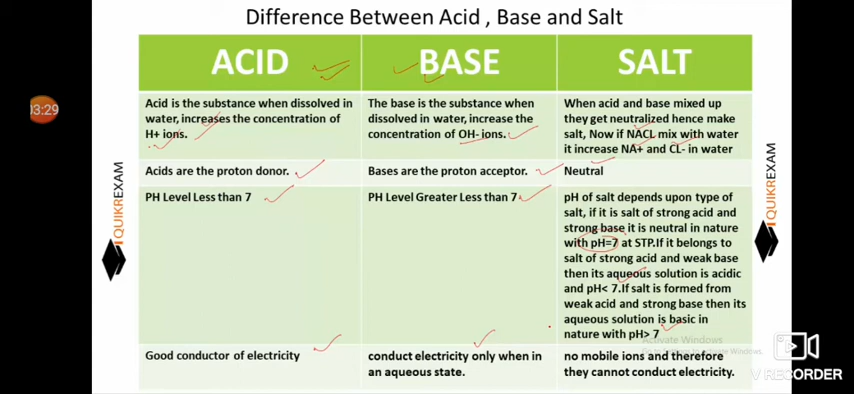 Difference Between Acid , Base and Salt
ACID
BASE
SALT
Acid is the substance when dissolved in
water, increases the concentration of
H+ ions.
The base is the substance when
dissolved in water, increase the
concentration of OH- ions.
When acid and base mixed up
they get neutralized hence make
salt, Now if NACL mix with water
it increase NA+ and CL- in water
Acids are the proton donor.
Bases are the proton acceptor.
Neutral
PH Level Less than 7
PH Level Greater Less than 7
pH of salt depends upon type of
salt, if it is salt of strong acid and
strong base it is neutral in nature
with pH=7 at STP.If it belongs to
salt of strong acid and weak base
then its aqueous solution is acidic
and pH< 7.If salt is formed from
weak acid and strong base then its
aqueous solution is basic in
nature with pH> 7
Good conductor of electricity
conduct electricity only when in
an aqueous state.
no mobile ions and therefore
they cannot conduct electricity.
03:29
QUIKREXAM
QUIKREXAM
Activate Windows
V RECORDER